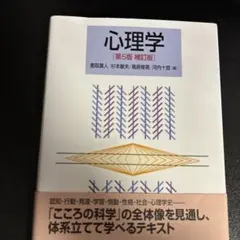 心理学
[第5版 補訂版]
鹿取廣人/杉本敏夫/鳥居修晃/河内十郎 編
認知・行動・発達・学習・情動・性格・社会・心理学史──
「こころの科学」の全体像を見通し、
体系立てて学べるテキスト